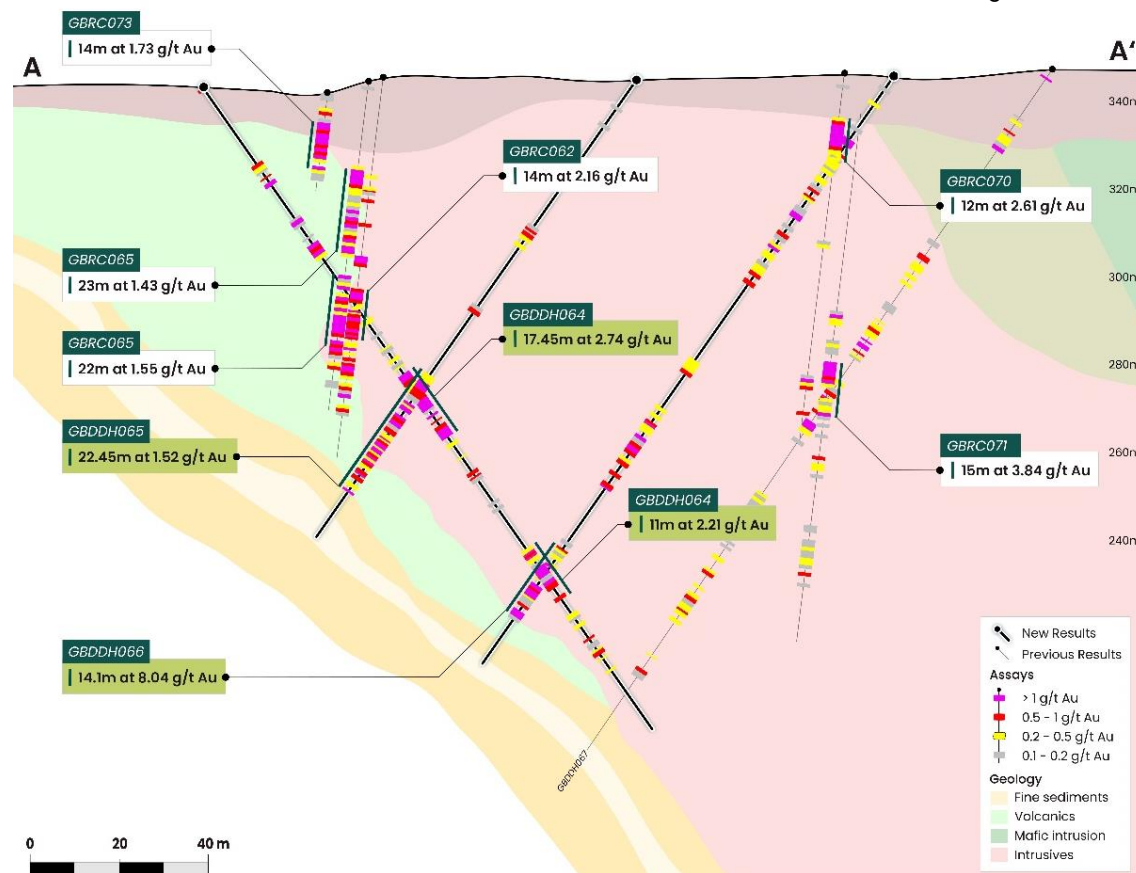 GBRC073
14m at 1.73 g/t Au
A
A'
340m
GBRC062
14m at 2.16 g/t Au
GBRC070
12m at 2.61 g/t Au
320m
GBRC065
23m at 1.43 g/t Au
300m
GBDDH064
17.45m at 2.74 g/t Au
GBRC065
22m at 1.55 g/t Au
280m
GBDDH065
22.45m at 1.52 g/t Au
GBRC071
15m at 3.84 g/t Au
260m
GBDDH064
11m at 2.21 g/t Au
240m
GBDDH066
14.1m at 8.04 g/t Au
GBDDH067
New Results
Previous Results
Assays
> 1 g/t Au
0.5 - 1 g/t Au
0.2 - 0.5 g/t Au
0.1 - 0.2 g/t Au
Geology
Fine sediments
Volcanics
Mafic intrusion
Intrusives
0 20 40 m